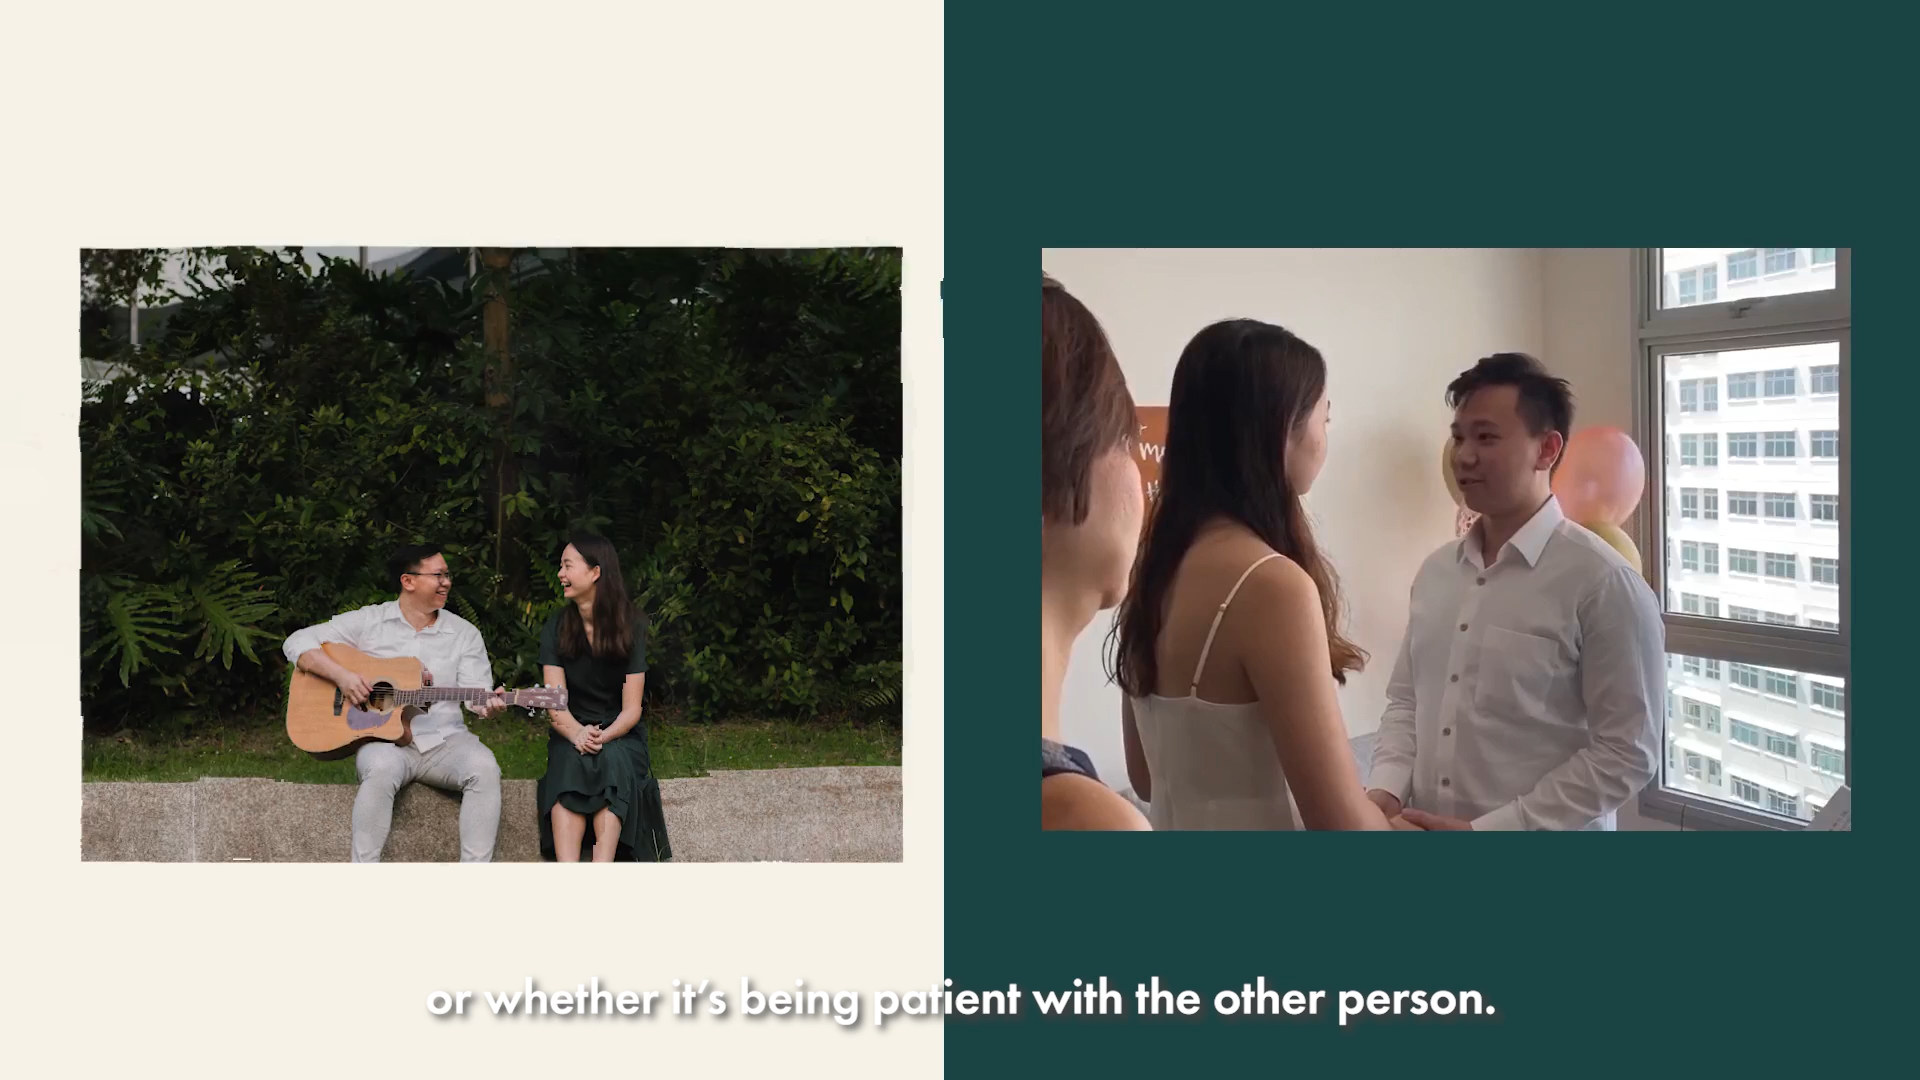 or whether it's being patient with the other person.